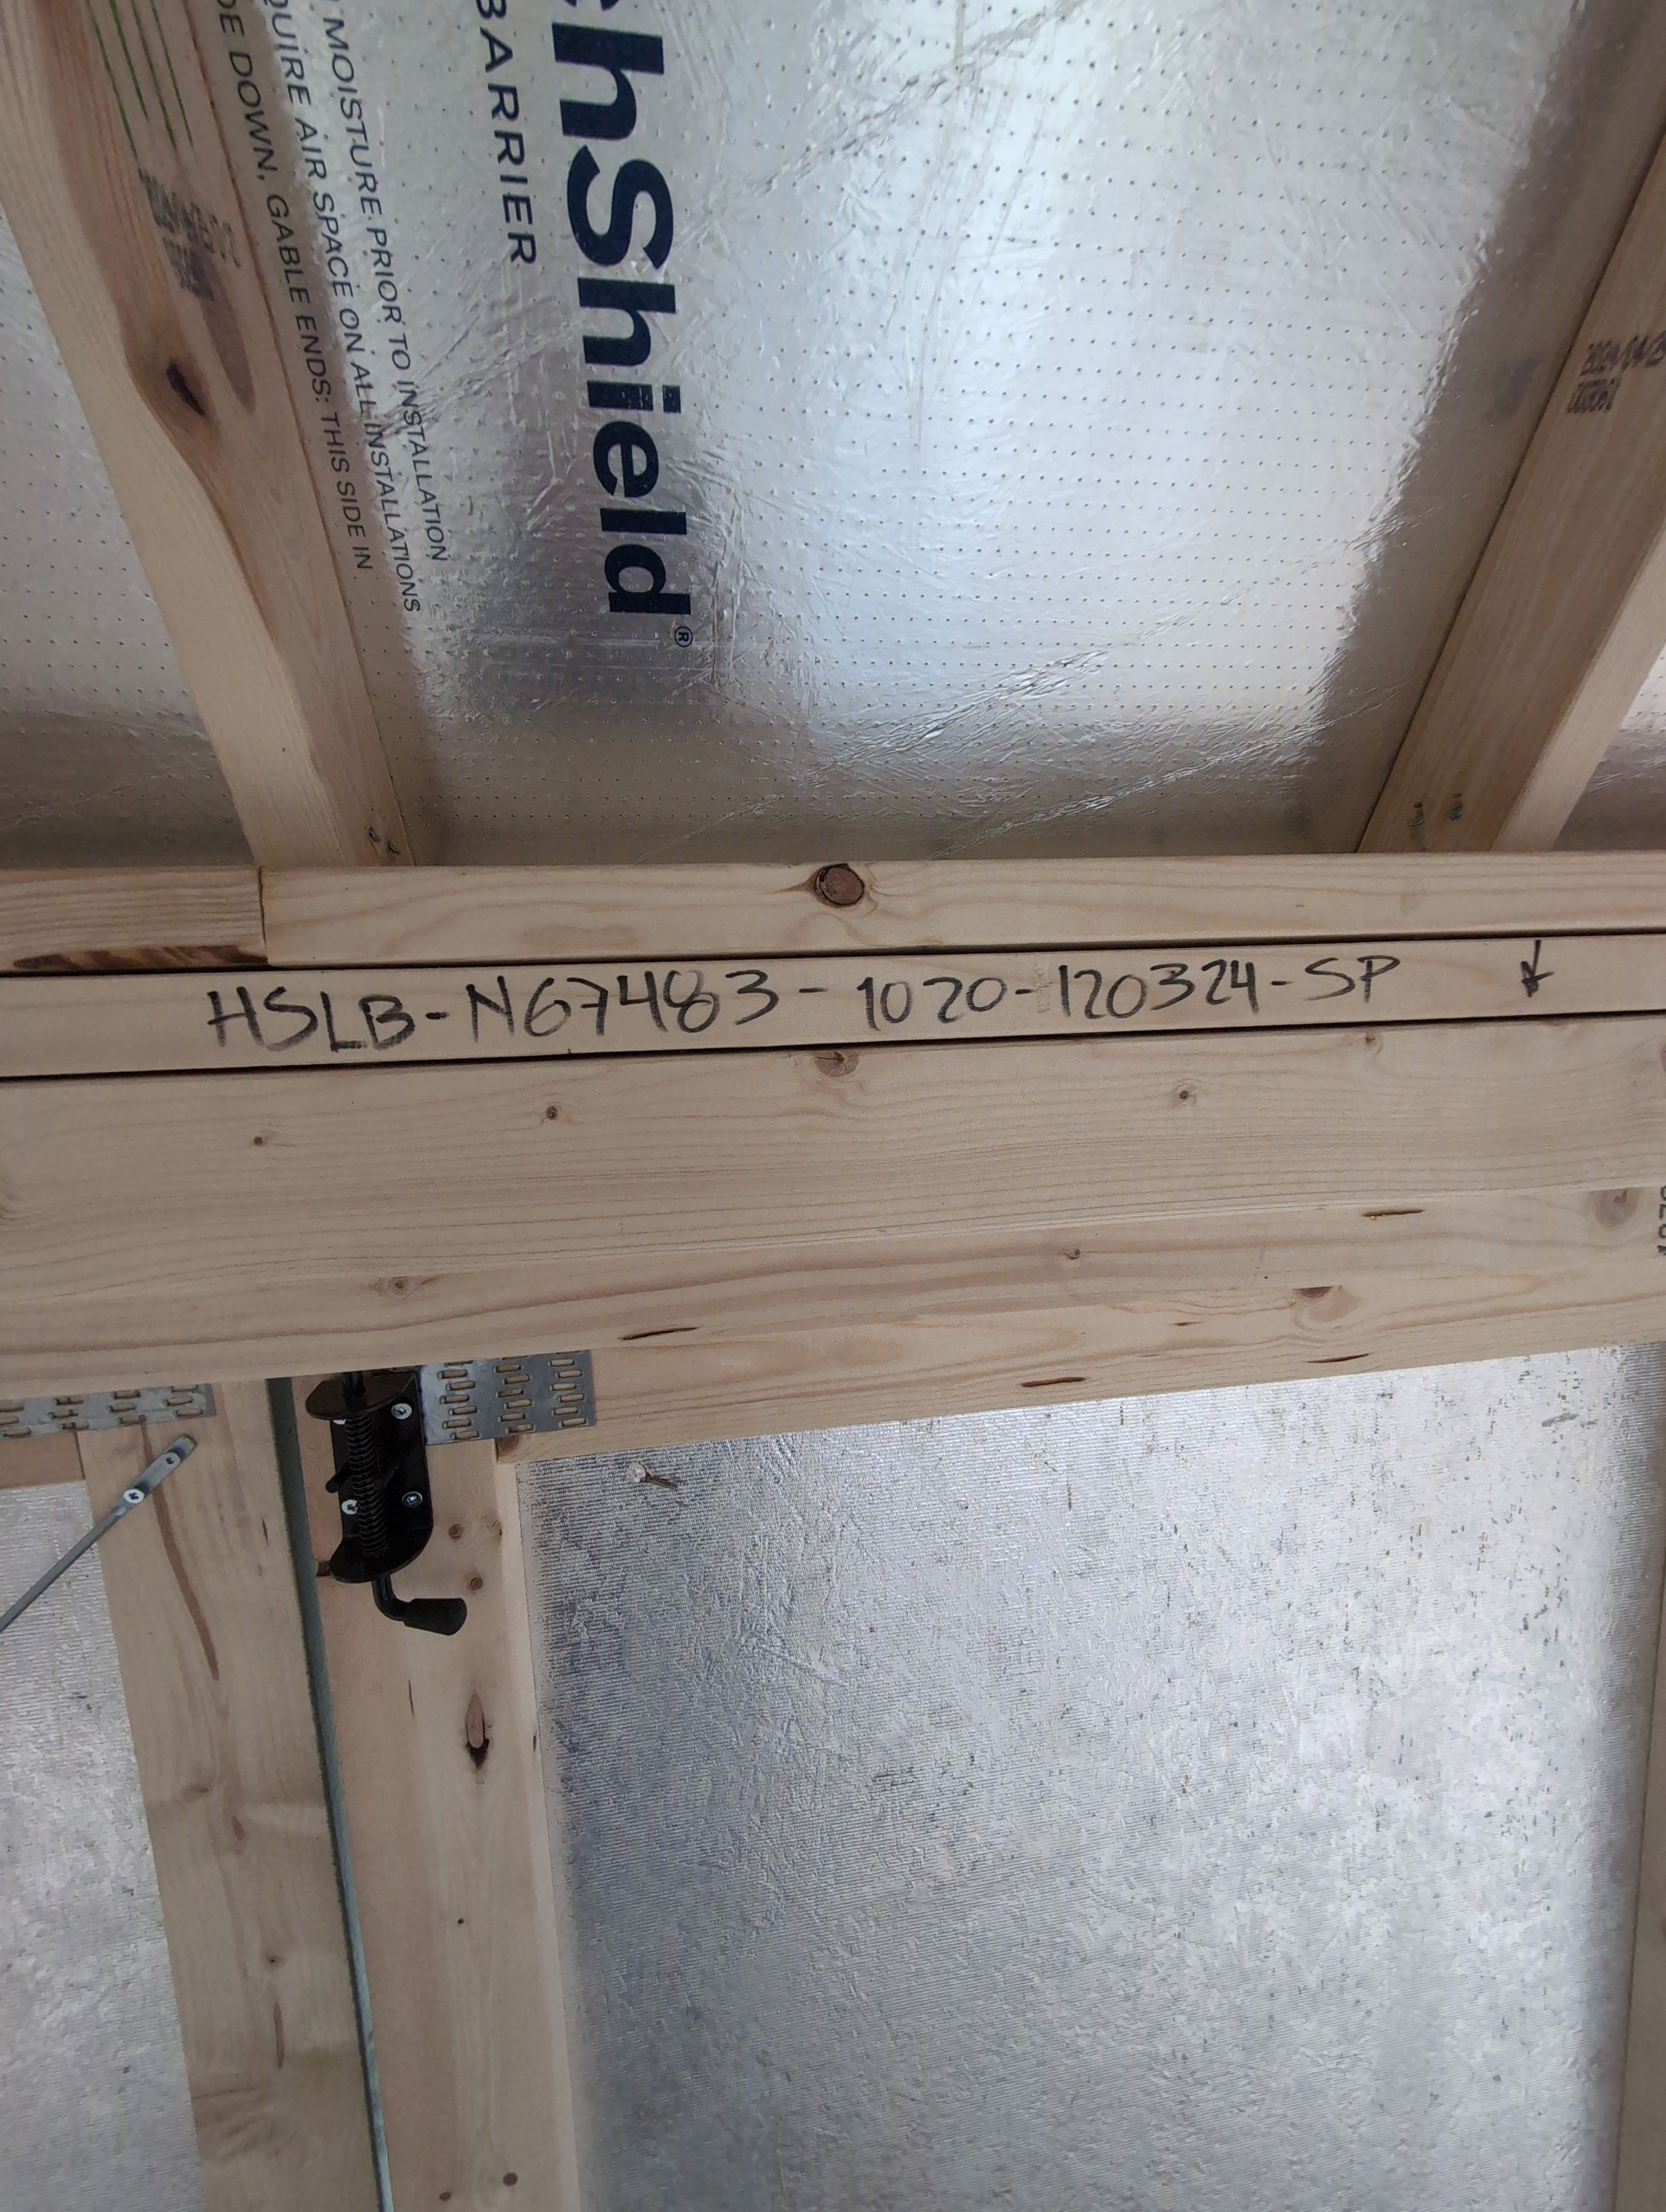 chShield®
BARRIER
MOISTURE PRIOR TO INSTALLATION
QUIRE AIR SPACE ON ALL INSTALLATIONS
DE DOWN, GABLE ENDS: THIS SIDE IN
HSLB-N67483-1020-120324-SP